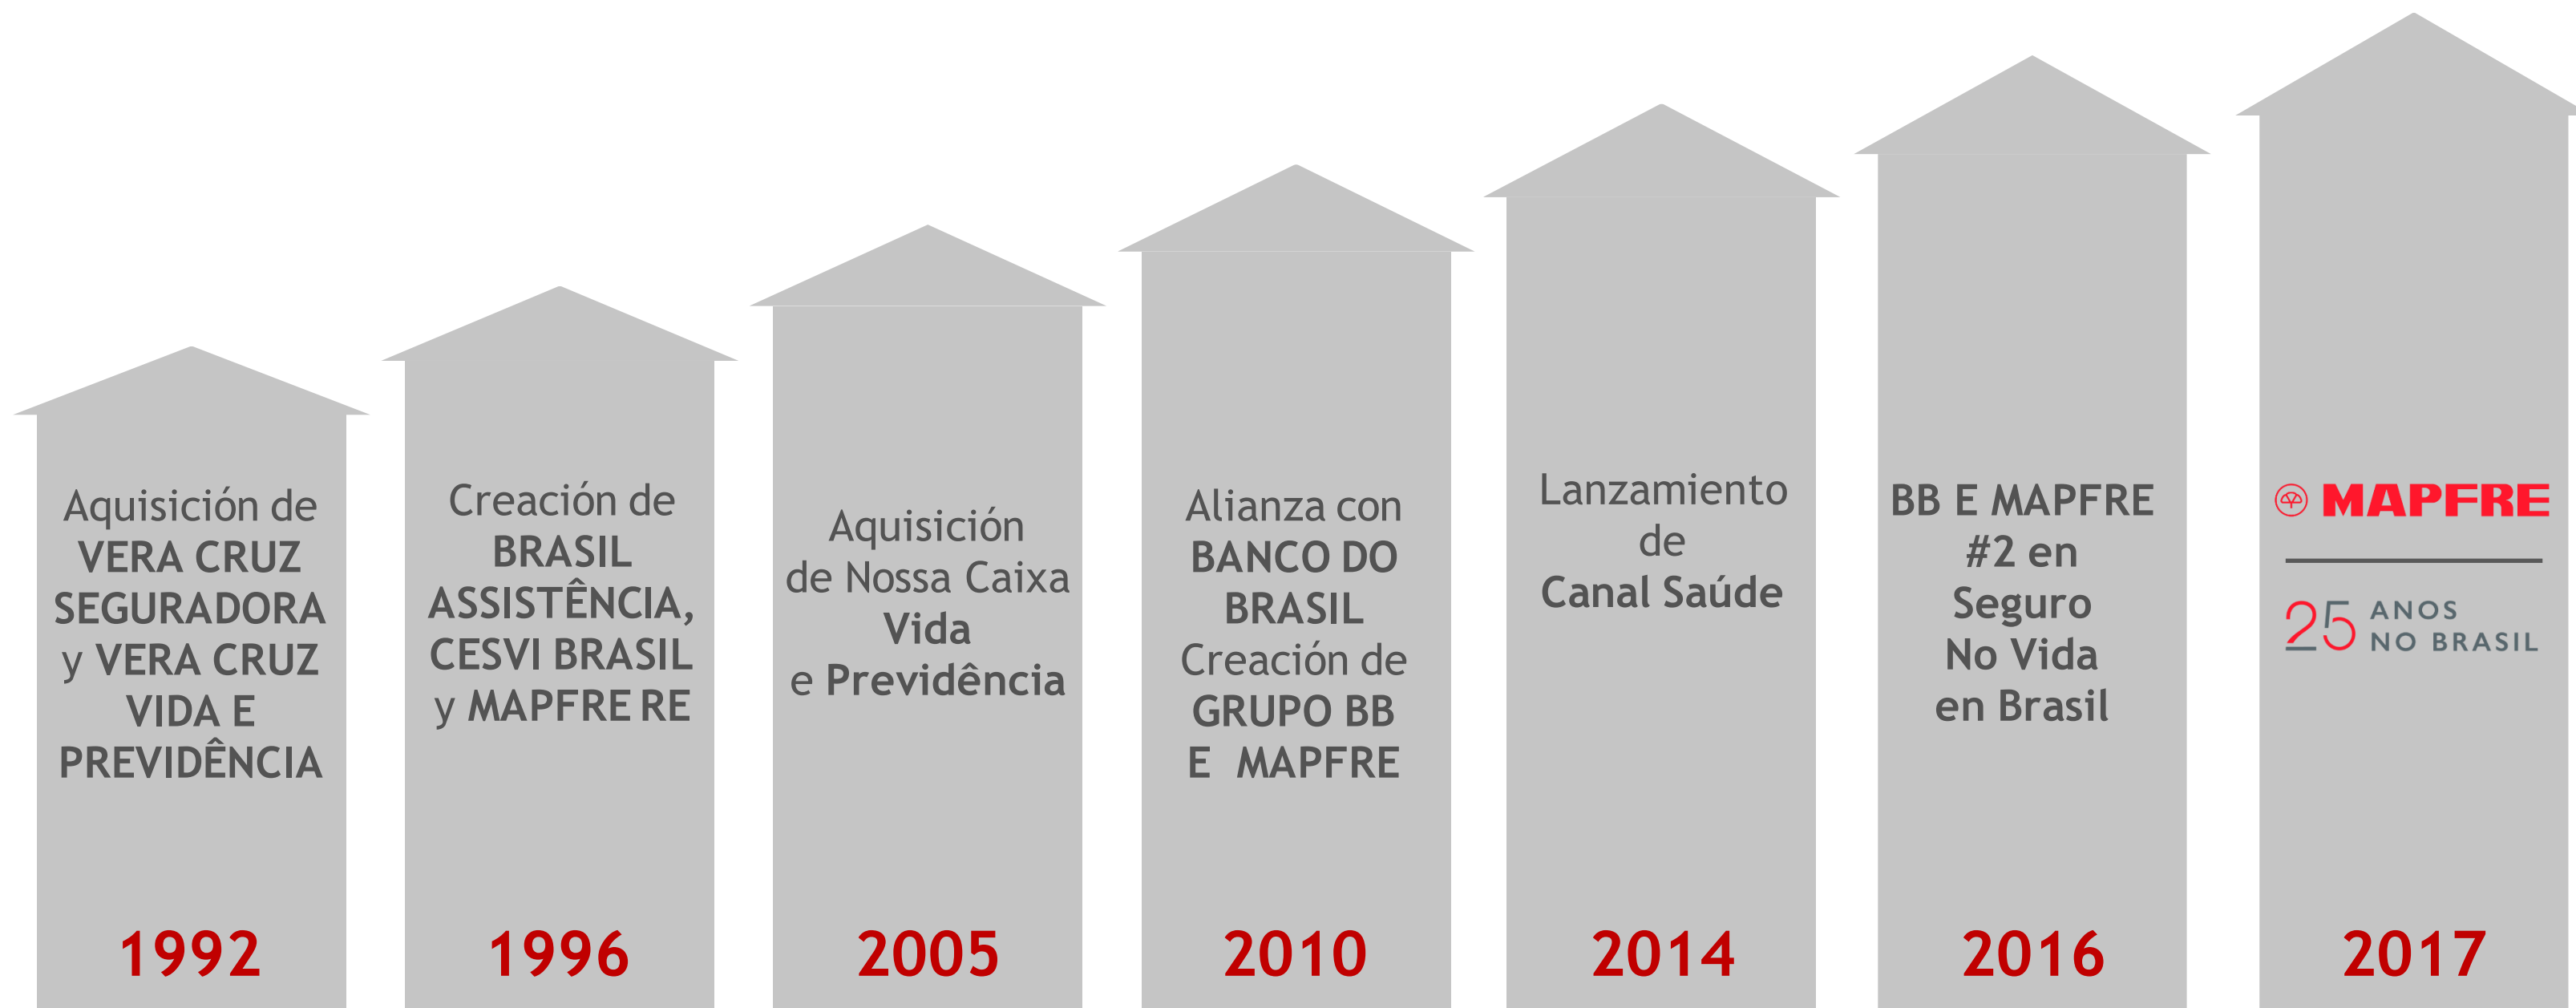 Aquisición de
VERA CRUZ
SEGURADORA
y VERA CRUZ
VIDA E
PREVIDÊNCIA
1992
Creación de
BRASIL
ASSISTÊNCIA,
CESVI BRASIL
y MAPFRE RE
1996
Aquisición
de Nossa Caixa
Vida
e Previdência
2005
Alianza con
BANCO DO
BRASIL
Creación de
GRUPO BB
E MAPFRE
2010
Lanzamiento
de
Canal Saúde
2014
BB E MAPFRE
#2 en
Seguro
No Vida
en Brasil
2016
MAPFRE
25 ANOS
NO BRASIL
2017